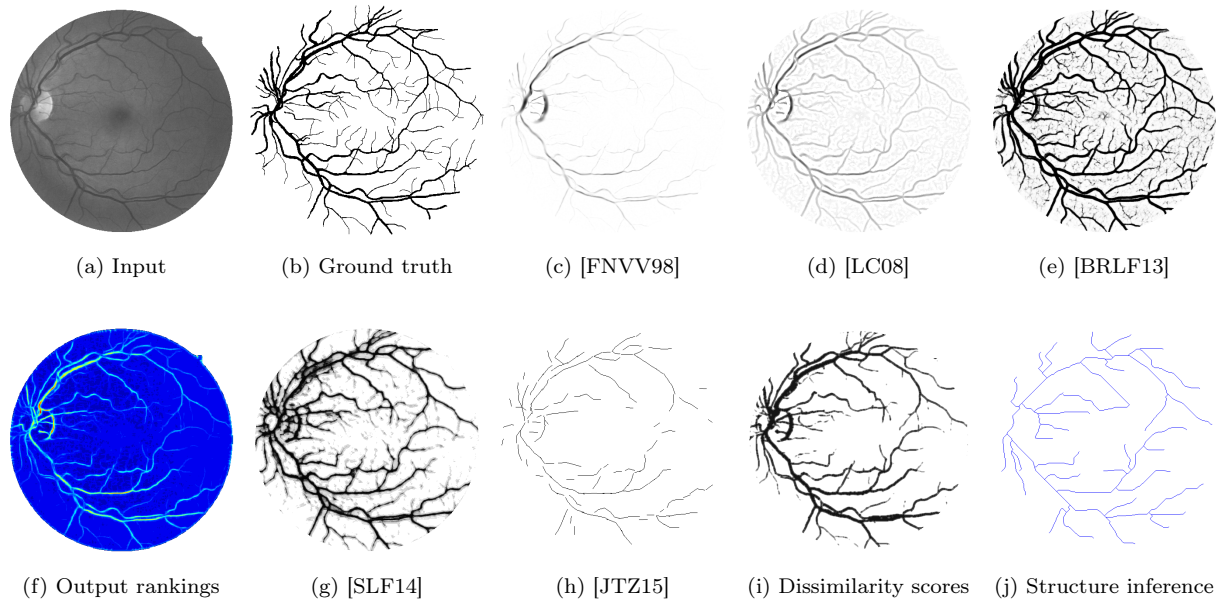 (a) Input
(b) Ground truth
(c) [FNVV98]
(d) [LC08]
(e) [BRLF13]
(f) Output rankings
(g) [SLF14]
(h) [JTZ15]
(i) Dissimilarity scores
(j) Structure inference